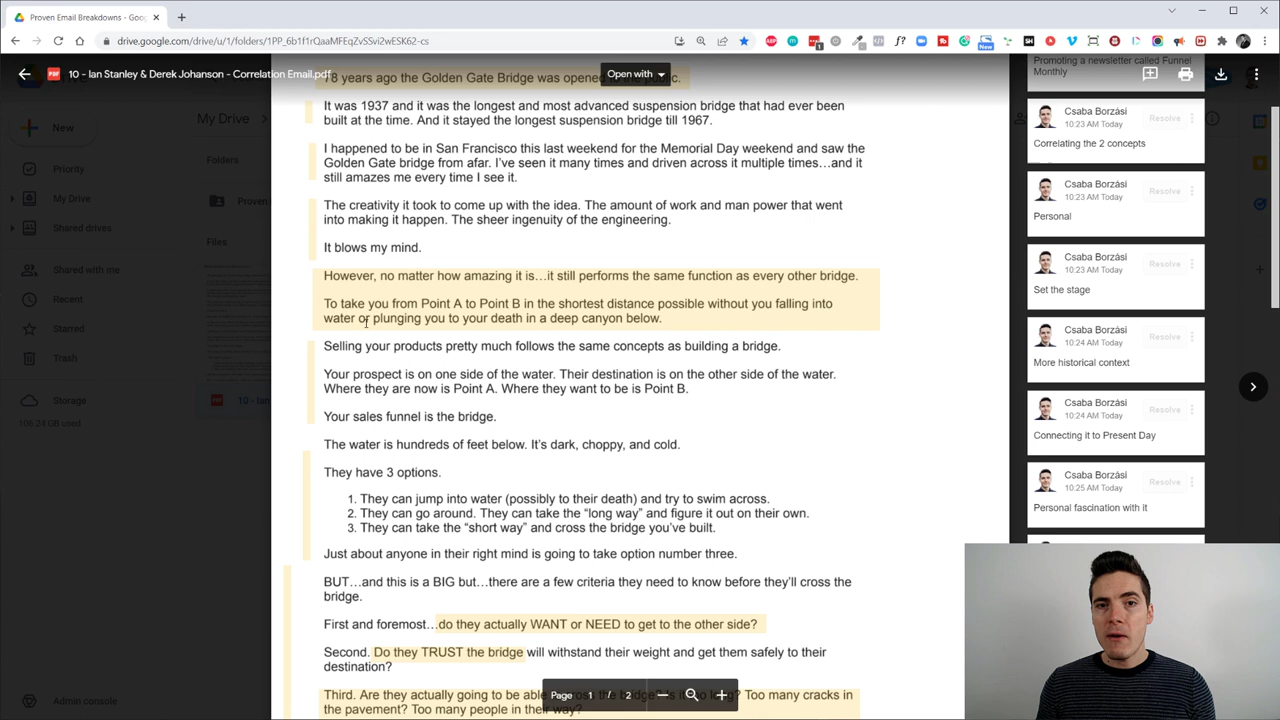 Proven Email Breakdowns - Goo
drive.google.com/drive/u/1/folders/1PP_6b1f1rQaaMFEqZvSSvi2wESK62-cs
10 - Ian Stanley & Derek Johanson - Correlation Email.pdf
Open with
New
Priority
My Drive
Shared drives
Shared with me
Recent
Starred
Trash
Storage
106.24 GB used
Admin console
My Drive
Folders
Proven
Files
10 - Ian
years ago the Golden Gate Bridge was opened to the public.
It was 1937 and it was the longest and most advanced suspension bridge that had ever been
built at the time. And it stayed the longest suspension bridge till 1967.
I happened to be in San Francisco this last weekend for the Memorial Day weekend and saw the
Golden Gate bridge from afar. I've seen it many times and driven across it multiple times…and it
still amazes me every time I see it.
The creativity it took to come up with the idea. The amount of work and man power that went
into making it happen. The sheer ingenuity of the engineering.
It blows my mind.
However, no matter how amazing it is…it still performs the same function as every other bridge.
To take you from Point A to Point B in the shortest distance possible without you falling into
water or plunging you to your death in a deep canyon below.
Selling your products pretty much follows the same concepts as building a bridge.
Your market is on one side of the water. Their destination is on the other side of the water.
Where they are now is Point A. Where they want to be is Point B.
Your sales funnel is the bridge.
The water is hundreds of feet below. It's dark, choppy, and cold.
They have 3 options.
1. They can jump into water (possibly to their death) and try to swim across.
2. They can go around. They can take the "long way" and figure it out on their own.
3. They can take the "short way" and cross the bridge you've built.
Just about anyone in their right mind is going to take option number three.
BUT…and this is a BIG but…there are a few criteria they need to know before they'll cross the
bridge.
First and foremost…do they actually WANT or NEED to get to the other side?
Second. Do they TRUST the bridge will withstand their weight and get them safely to their
destination?
Third. Are they even going to be able Too many cracks in
the pavement? Too many people in their way?
Page 1 / 2
Promoting a newsletter called Funnel
Monthly
Csaba Borzási
10:23 AM Today
Resolve
Correlating the 2 concepts
Csaba Borzási
10:23 AM Today
Resolve
Personal
Csaba Borzási
10:23 AM Today
Resolve
Set the stage
Csaba Borzási
10:24 AM Today
Resolve
More historical context
Csaba Borzási
10:24 AM Today
Resolve
Connecting it to Present Day
Csaba Borzási
10:25 AM Today
Resolve
Personal fascination with it